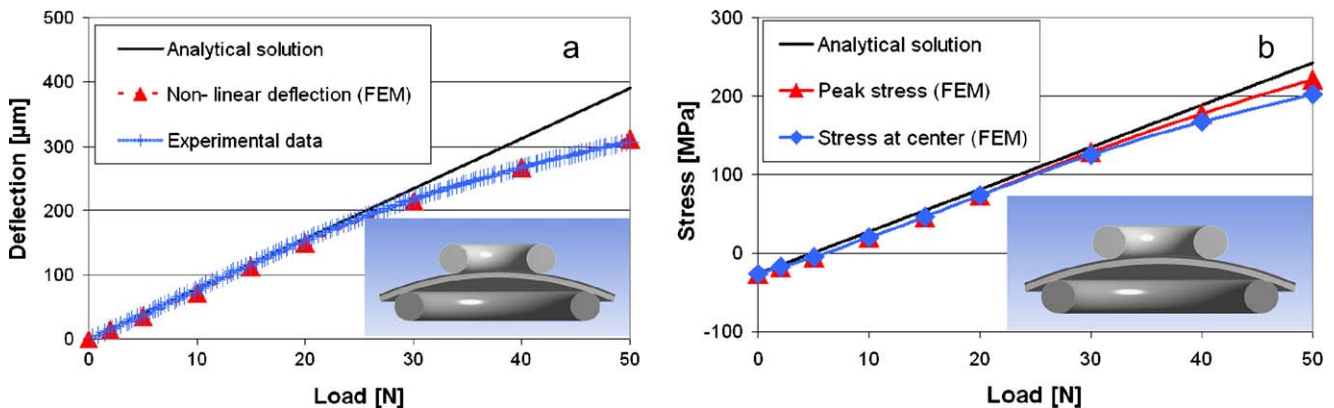 500
400
300
200
100
0
Deflection [µm]
Analytical solution
Non- linear deflection (FEM)
Experimental data
a
0 10 20 30 40 50
Load [N]
300
200
100
0
-100
Stress [MPa]
Analytical solution
Peak stress (FEM)
Stress at center (FEM)
b
0 10 20 30 40 50
Load [N]